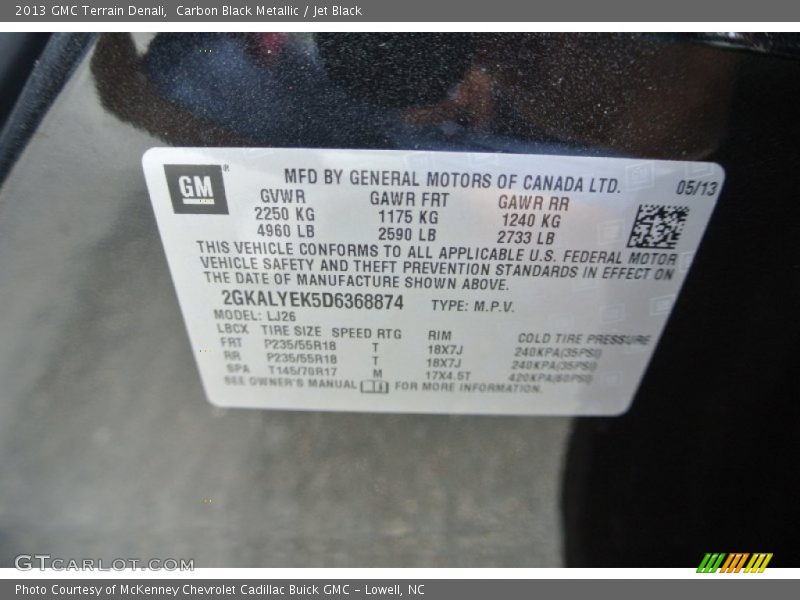 2013 GMC Terrain Denali, Carbon Black Metallic / Jet Black
GM®
MFD BY GENERAL MOTORS OF CANADA LTD.
05/13
GVWR GAWR FRT GAWR RR
2250 KG 1175 KG 1240 KG
4960 LB 2590 LB 2733 LB
THIS VEHICLE CONFORMS TO ALL APPLICABLE U.S. FEDERAL MOTOR
VEHICLE SAFETY AND THEFT PREVENTION STANDARDS IN EFFECT ON
THE DATE OF MANUFACTURE SHOWN ABOVE.
2GKALYEK5D6368874 TYPE: M.P.V.
MODEL: LJ26
LBCX TIRE SIZE SPEED RTG RIM COLD TIRE PRESSURE
FRT P235/55R18 T 18X7J 240KPA(35PSI)
RR P235/55R18 T 18X7J 240KPA(35PSI)
SPA T145/70R17 M 17X4.5T 420KPA(60PSI)
SEE OWNER'S MANUAL FOR MORE INFORMATION.
GTCARLOT.COM
Photo Courtesy of McKenney Chevrolet Cadillac Buick GMC - Lowell, NC